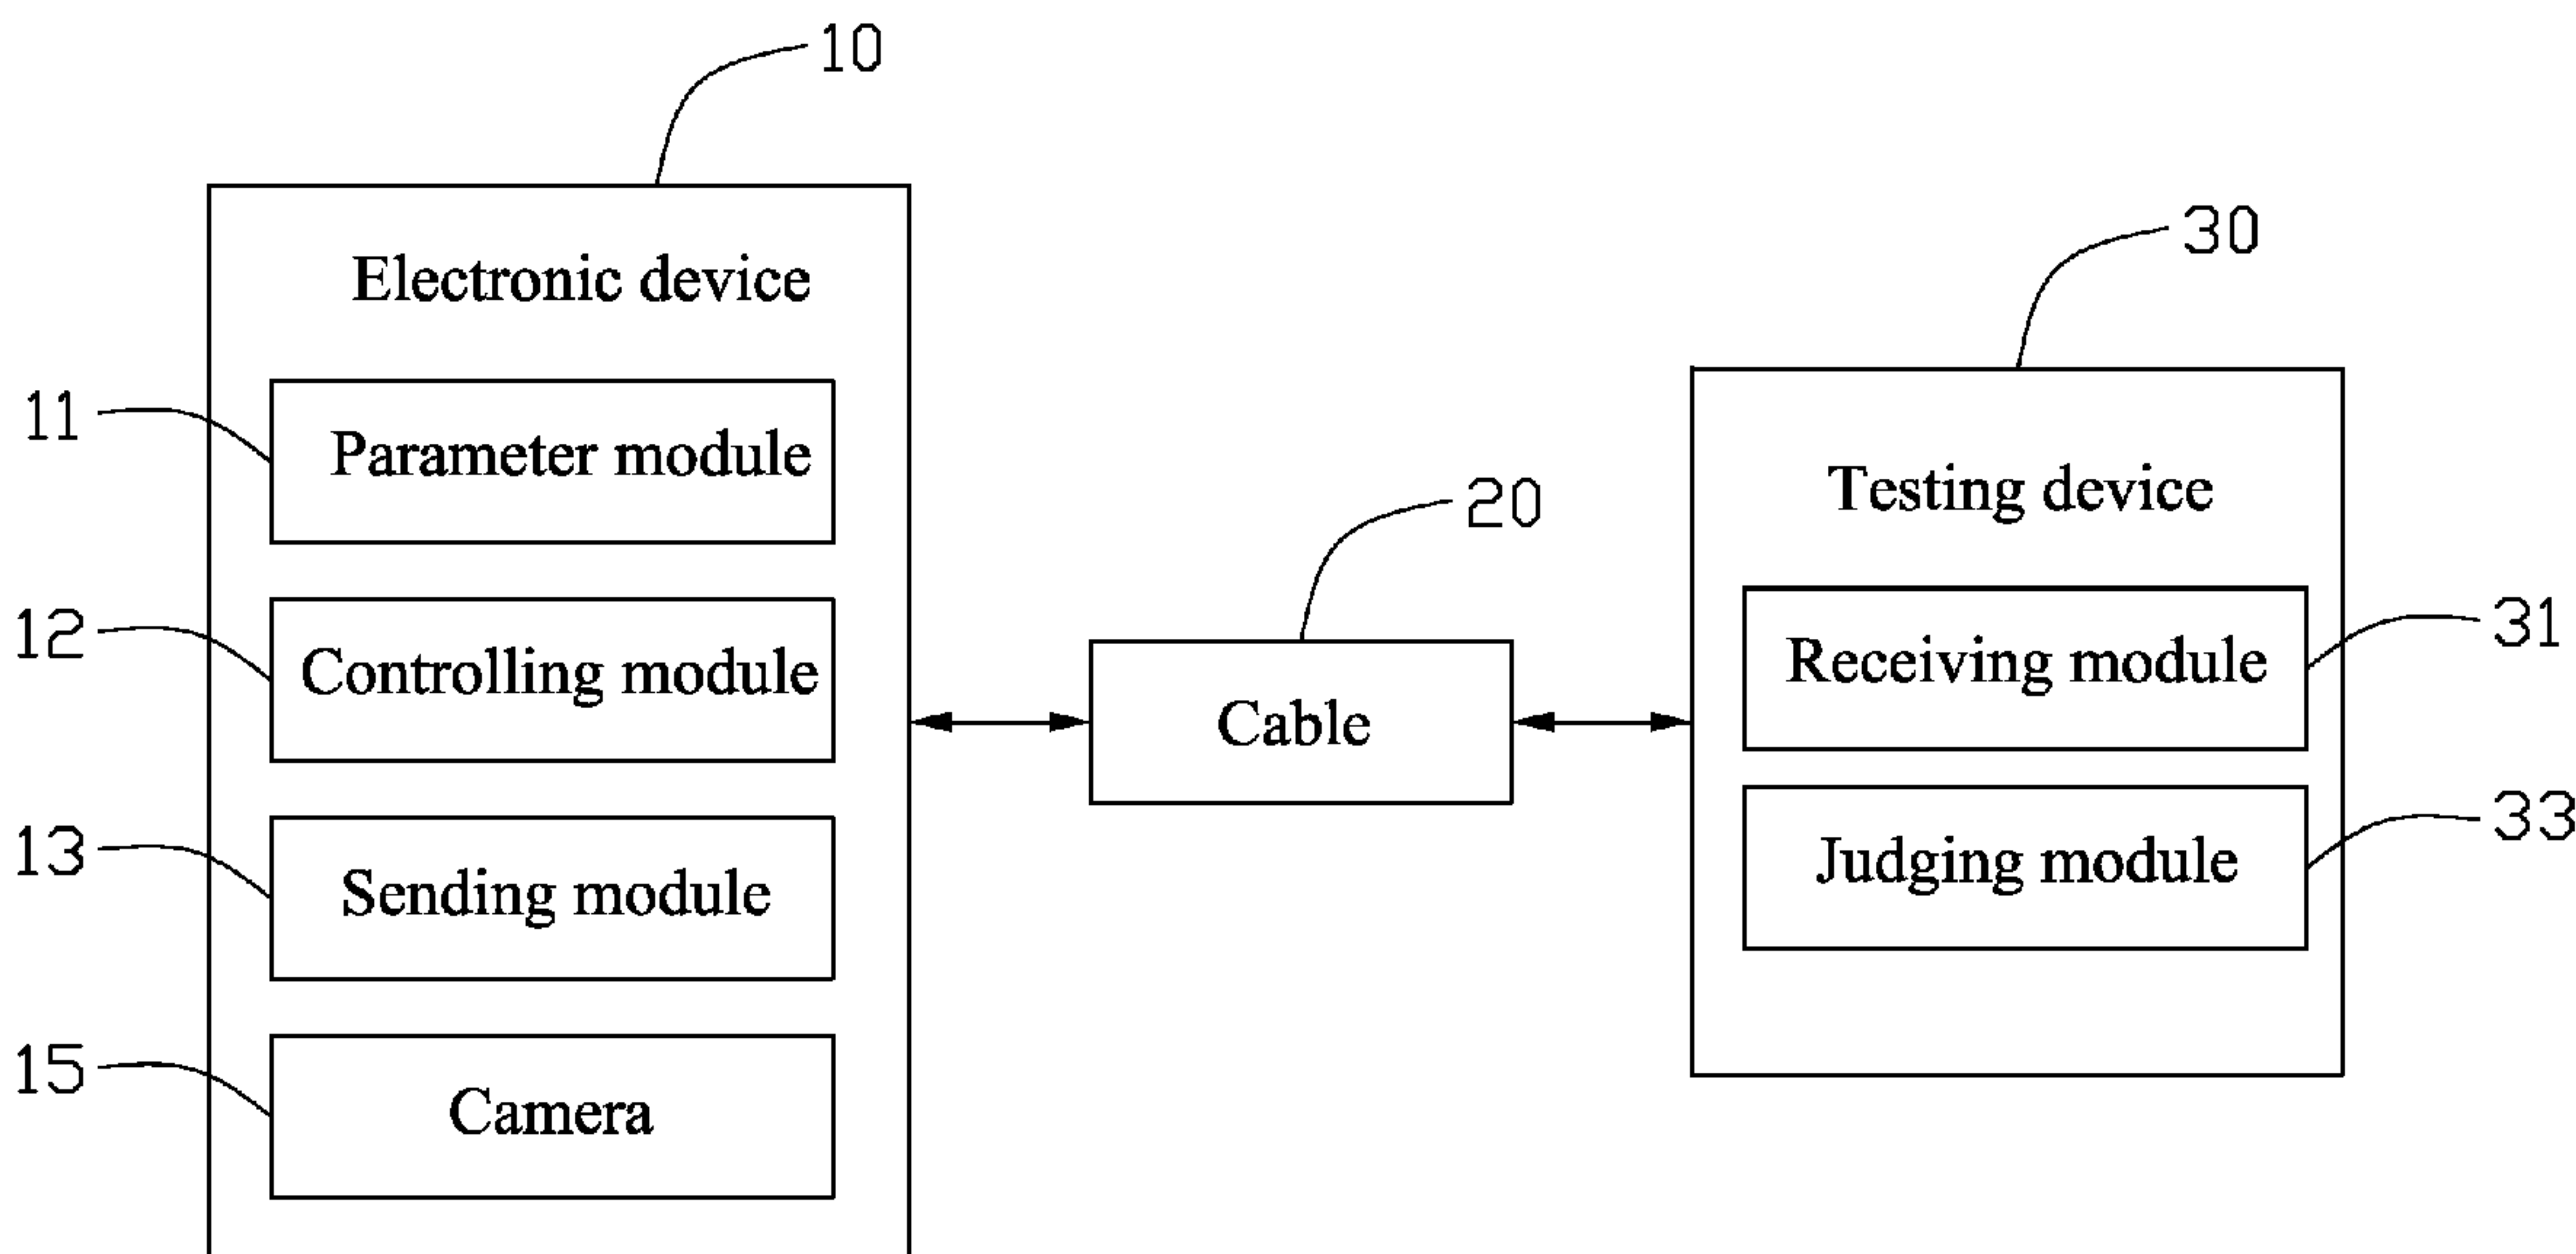 10
Electronic device
11
Parameter module
12
Controlling module
13
Sending module
15
Camera
20
Cable
30
Testing device
31
Receiving module
33
Judging module